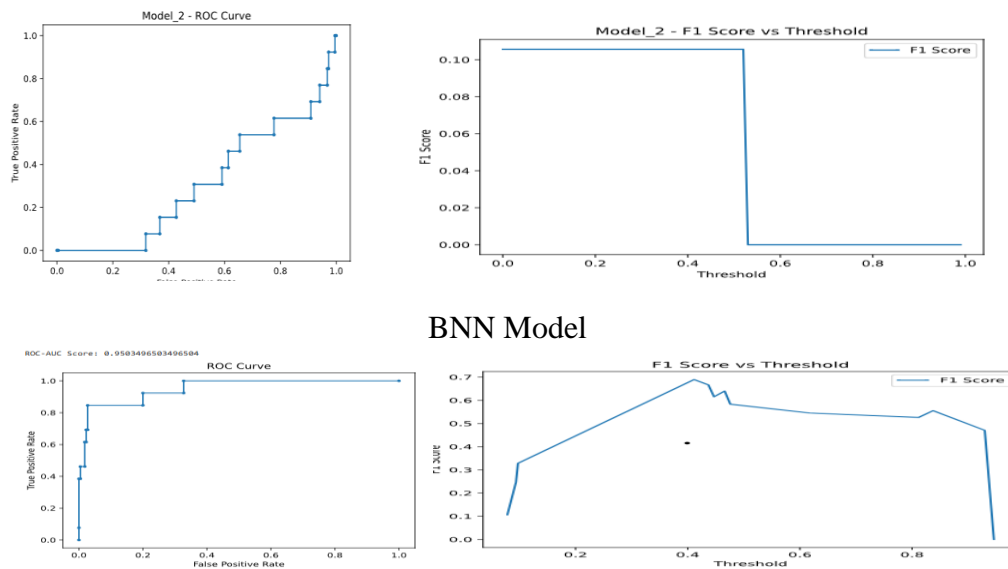 Model_2 - ROC Curve
1.0
0.8
0.6
0.4
0.2
0.0
True Positive Rate
0.0 0.2 0.4 0.6 0.8 1.0
False Positive Rate
Model_2 - F1 Score vs Threshold
F1 Score
0.10
0.08
0.06
0.04
0.02
0.00
F1 Score
0.0 0.2 0.4 0.6 0.8 1.0
Threshold
BNN Model
ROC-AUC Score: 0.9503496503496504
ROC Curve
1.0
0.8
0.6
0.4
0.2
0.0
True Positive Rate
0.0 0.2 0.4 0.6 0.8 1.0
False Positive Rate
F1 Score vs Threshold
F1 Score
0.7
0.6
0.5
0.4
0.3
0.2
0.1
0.0
0.2 0.4 0.6 0.8
Threshold